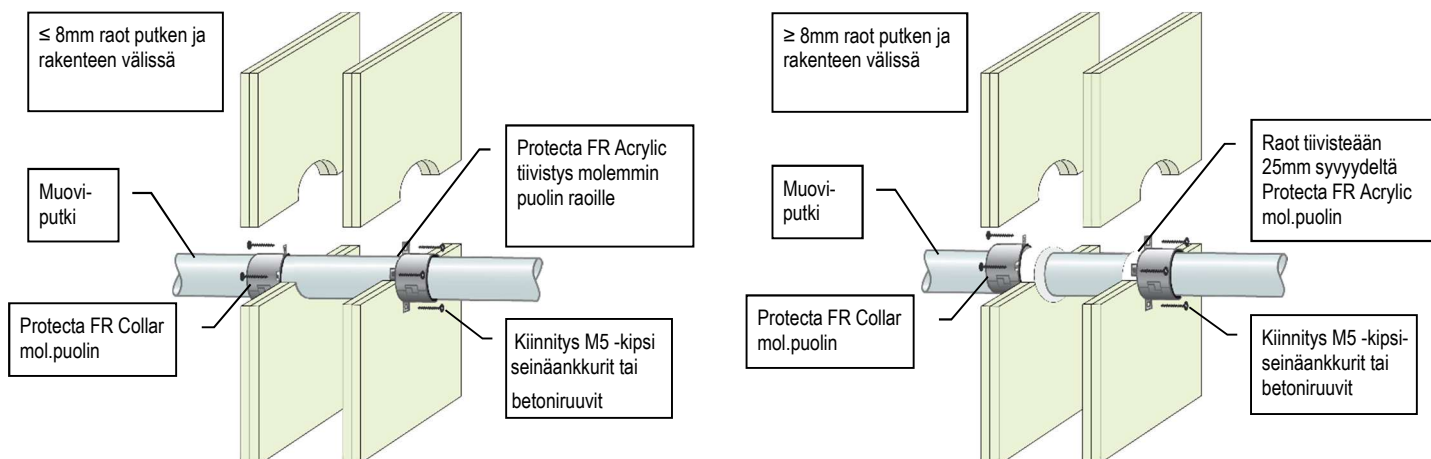 ≤ 8mm raot putken ja
rakenteen välissä
Muovi-
putki
Protecta FR Acrylic
tiivistys molemmin
puolin raoille
Protecta FR Collar
mol.puolin
Kiinnitys M5 -kipsi
seinäankkurit tai
betoniruuvit
≥ 8mm raot putken ja
rakenteen välissä
Muovi-
putki
Raot tiivisteään
25mm syvyydeltä
Protecta FR Acrylic
mol.puolin
Protecta FR Collar
mol.puolin
Kiinnitys M5 -kipsi-
seinäankkurit tai
betoniruuvit